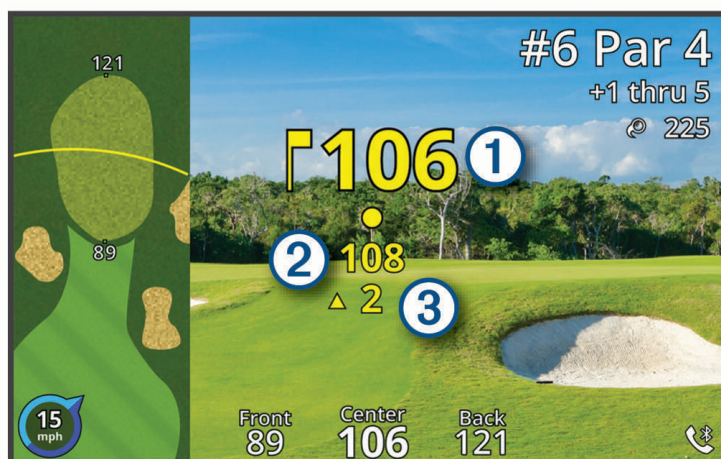 121
89
15
mph
#6 Par 4
+1 thru 5
225
106
1
2
108
▲ 2
3
Front
89
Center
106
Back
121